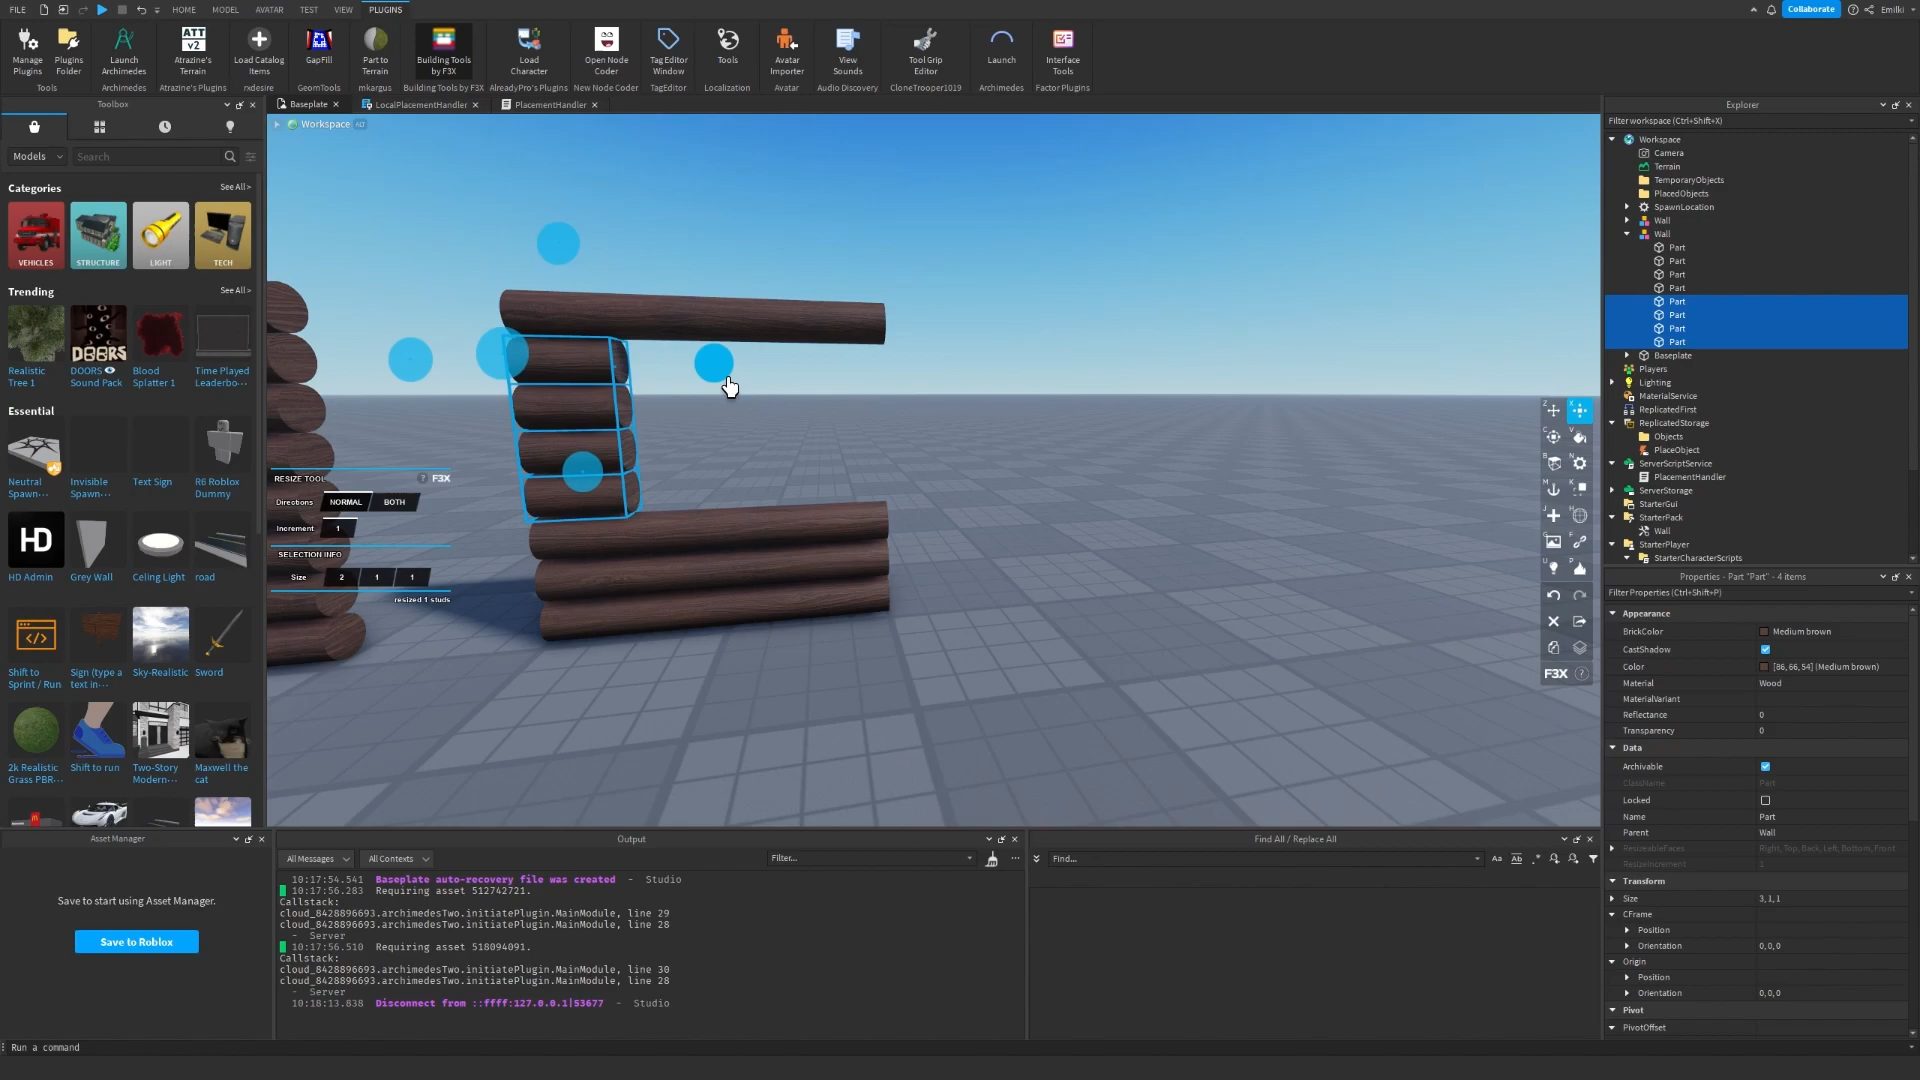 FILE
HOME
MODEL
AVATAR
TEST
VIEW
PLUGINS
Collaborate
Emilki
Manage Plugins
Plugins Folder
Launch Archimedes
ATT v2
Atrazine's Terrain
Load Catalog Items
GapFill
Part to Terrain
Building Tools by F3X
Load Character
Open Node Coder
Tag Editor Window
Tools
Avatar Importer
View Sounds
Tool Grip Editor
Launch
Interface Tools
Tools
Archimedes
Atrazine's Plugins
rxdesire
GeomTools
mkargus
Building Tools by F3X
AlreadyPro's Plugins
New Node Coder
TagEditor
Localization
Avatar
Audio Discovery
CloneTrooper1019
Archimedes
Factor Plugins
Toolbox
Baseplate
LocalPlacementHandler
PlacementHandler
Workspace
Alt
Models
Search
Categories
See All >
VEHICLES
STRUCTURE
LIGHT
TECH
Trending
See All >
Realistic Tree 1
DOORS
DOORS Sound Pack
Blood Splatter 1
Time Played Leaderbo···
Essential
See All >
Neutral Spawn···
Invisible Spawn···
Text Sign
R6 Roblox Dummy
HD
HD Admin
Grey Wall
Celing Light
road
Shift to Sprint / Run
Sign (type a text in···
Sky-Realistic
Sword
2k Realistic Grass PBR···
Shift to run
Two-Story Modern···
Maxwell the cat
RESIZE TOOL
? F3X
Directions
NORMAL
BOTH
Increment
1
SELECTION INFO
Size
2
1
1
resized 1 studs
Z
X
C
V
B
N
M
K
J
H
G
F
U
P
F3X
?
Explorer
Filter workspace (Ctrl+Shift+X)
Workspace
Camera
Terrain
TemporaryObjects
PlacedObjects
SpawnLocation
Wall
Wall
Part
Part
Part
Part
Part
Part
Part
Part
Baseplate
Players
Lighting
MaterialService
ReplicatedFirst
ReplicatedStorage
Objects
PlaceObject
ServerScriptService
PlacementHandler
ServerStorage
StarterGui
StarterPack
Wall
StarterPlayer
StarterCharacterScripts
Properties - Part "Part" - 4 items
Filter Properties (Ctrl+Shift+P)
Appearance
BrickColor
Medium brown
CastShadow
Color
[86, 66, 54] (Medium brown)
Material
Wood
MaterialVariant
Reflectance
0
Transparency
0
Data
Archivable
ClassName
Part
Locked
Name
Part
Parent
Wall
ResizeableFaces
Right, Top, Back, Left, Bottom, Front
ResizeIncrement
1
Transform
Size
3, 1, 1
CFrame
Position
Orientation
0, 0, 0
Origin
Position
Orientation
0, 0, 0
Pivot
PivotOffset
Asset Manager
Save to start using Asset Manager.
Save to Roblox
Output
All Messages
All Contexts
Filter...
10:17:54.541 Baseplate auto-recovery file was created - Studio
10:17:56.283 Requiring asset 512742721.
Callstack:
cloud_8428896693.archimedesTwo.initiatePlugin.MainModule, line 29
cloud_8428896693.archimedesTwo.initiatePlugin.MainModule, line 28
- Server
10:17:56.510 Requiring asset 518094091.
Callstack:
cloud_8428896693.archimedesTwo.initiatePlugin.MainModule, line 30
cloud_8428896693.archimedesTwo.initiatePlugin.MainModule, line 28
- Server
10:18:13.838 Disconnect from ::ffff:127.0.0.1|53677 - Studio
Find All / Replace All
Find...
Aa
Ab
.*
Run a command